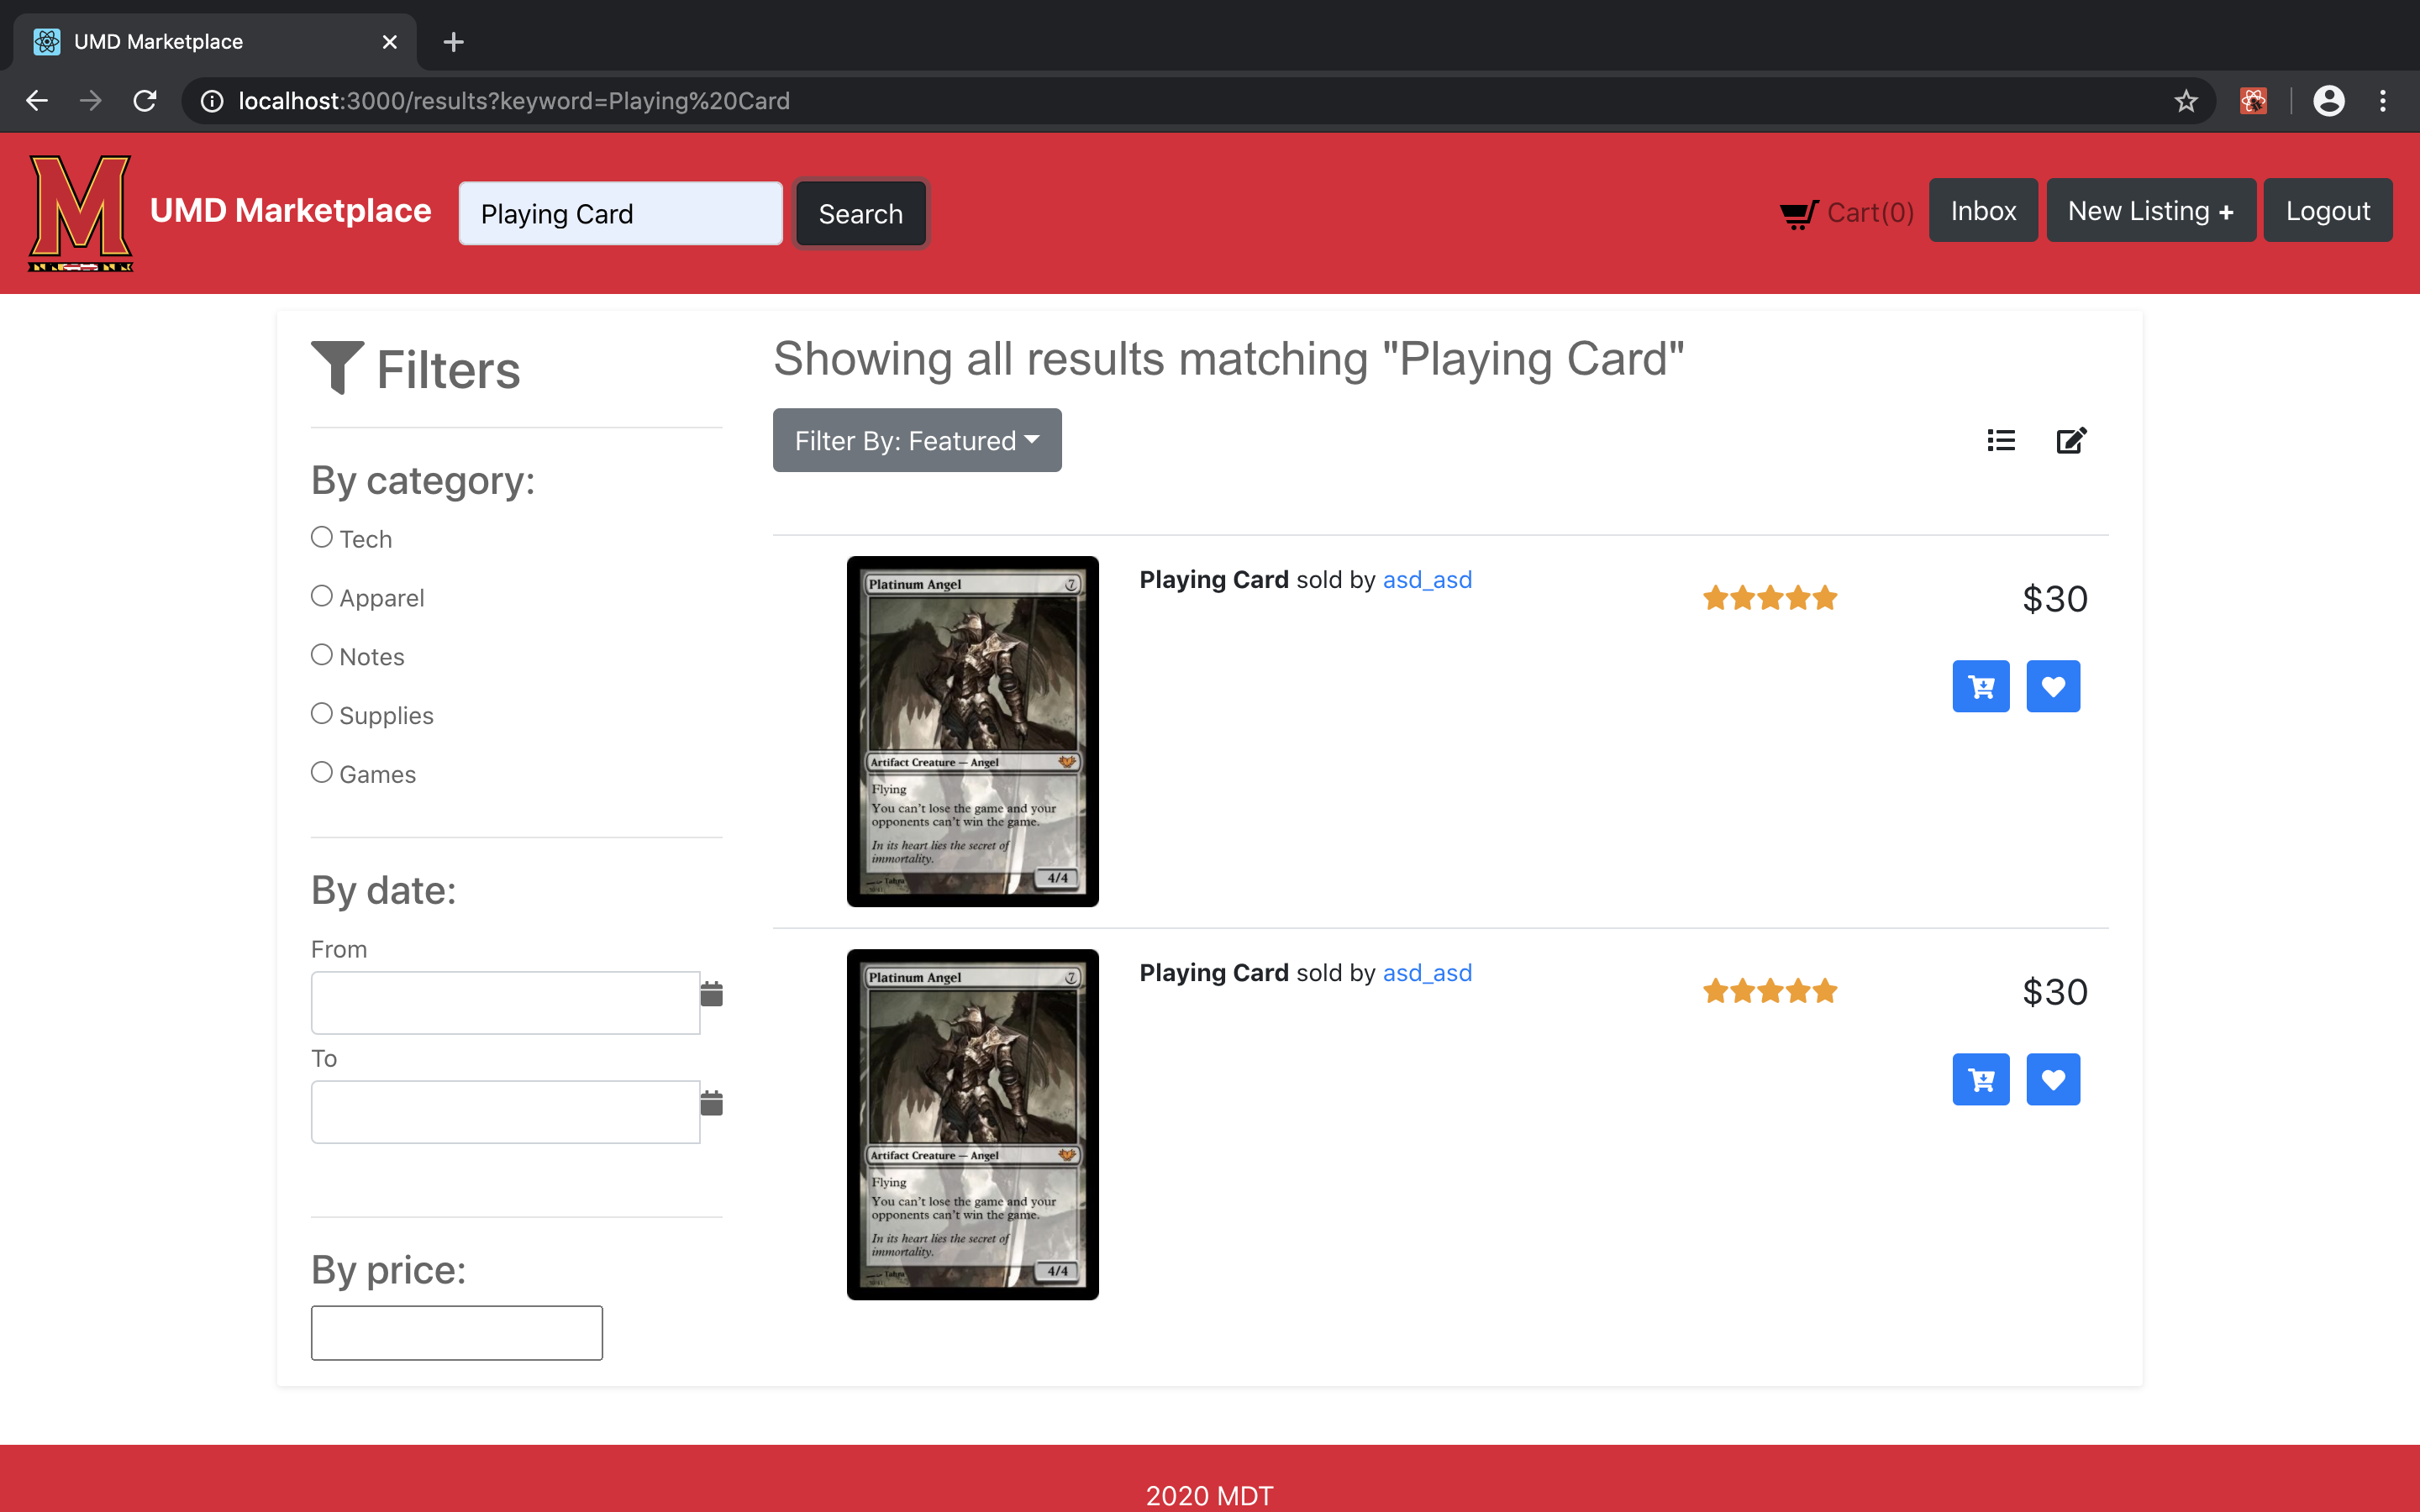 UMD Marketplace
localhost:3000/results?keyword=Playing%20Card
M
UMD Marketplace
Playing Card
Search
Cart(0)
Inbox
New Listing +
Logout
Filters
By category:
Tech
Apparel
Notes
Supplies
Games
By date:
From
To
By price:
Showing all results matching "Playing Card"
Filter By: Featured
Platinum Angel 7
Artifact Creature — Angel
Flying
You can't lose the game and your
opponents can't win the game.
In its heart lies the secret of
immortality.
4/4
Playing Card sold by asd_asd
$30
Platinum Angel 7
Artifact Creature — Angel
Flying
You can't lose the game and your
opponents can't win the game.
In its heart lies the secret of
immortality.
4/4
Playing Card sold by asd_asd
$30
2020 MDT